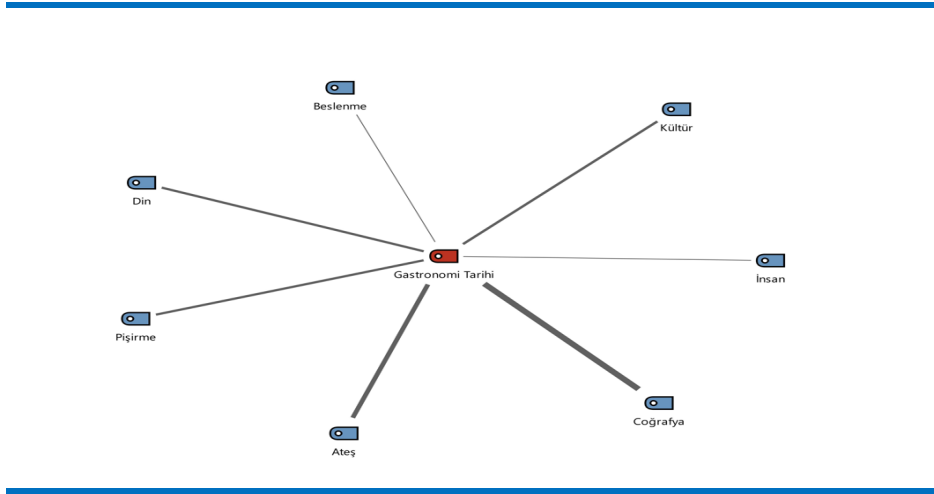 Beslenme
Kültür
Din
Gastronomi Tarihi
İnsan
Pişirme
Coğrafya
Ateş